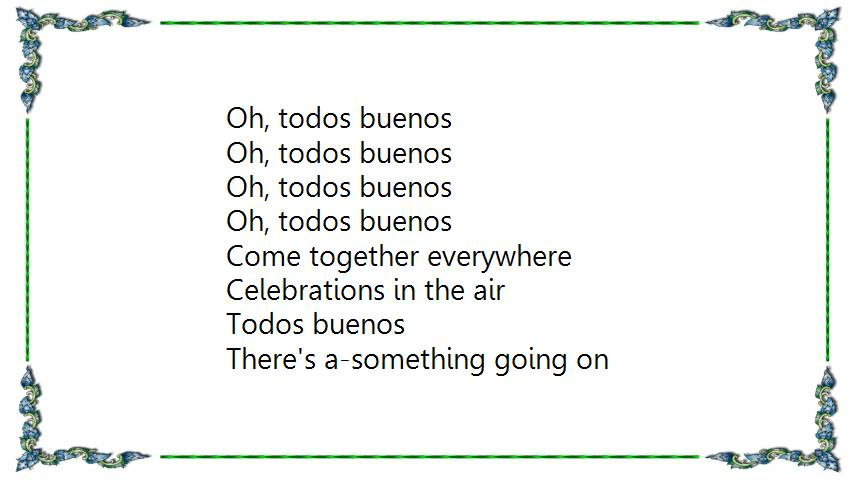 Oh, todos buenos
Oh, todos buenos
Oh, todos buenos
Oh, todos buenos
Come together everywhere
Celebrations in the air
Todos buenos
There's a-something going on